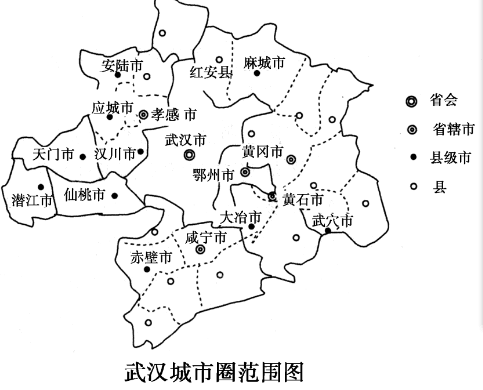 安陆市
红安县
麻城市
应城市
孝感市
武汉市
黄冈市
天门市
汉川市
鄂州市
潜江市
仙桃市
黄石市
大冶市
武穴市
咸宁市
赤壁市
省会
省辖市
县级市
县
武汉城市圈范围图